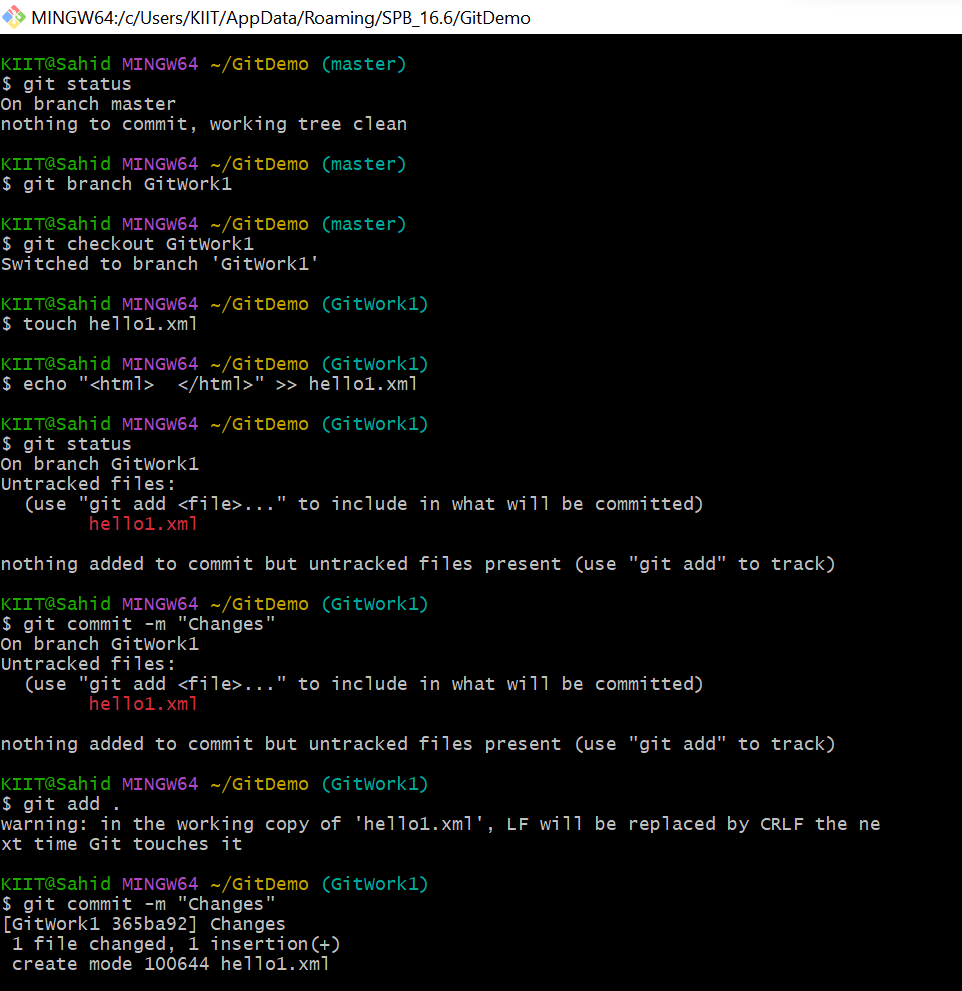 MINGW64:/c/Users/KIIT/AppData/Roaming/SPB_16.6/GitDemo
KIIT@Sahid MINGW64 ~/GitDemo (master)
$ git status
On branch master
nothing to commit, working tree clean
KIIT@Sahid MINGW64 ~/GitDemo (master)
$ git branch GitWork1
KIIT@Sahid MINGW64 ~/GitDemo (master)
$ git checkout GitWork1
Switched to branch 'GitWork1'
KIIT@Sahid MINGW64 ~/GitDemo (GitWork1)
$ touch hello1.xml
KIIT@Sahid MINGW64 ~/GitDemo (GitWork1)
$ echo "<html>  </html>" >> hello1.xml
KIIT@Sahid MINGW64 ~/GitDemo (GitWork1)
$ git status
On branch GitWork1
Untracked files:
  (use "git add <file>..." to include in what will be committed)
        hello1.xml
nothing added to commit but untracked files present (use "git add" to track)
KIIT@Sahid MINGW64 ~/GitDemo (GitWork1)
$ git commit -m "Changes"
On branch GitWork1
Untracked files:
  (use "git add <file>..." to include in what will be committed)
        hello1.xml
nothing added to commit but untracked files present (use "git add" to track)
KIIT@Sahid MINGW64 ~/GitDemo (GitWork1)
$ git add .
warning: in the working copy of 'hello1.xml', LF will be replaced by CRLF the ne
xt time Git touches it
KIIT@Sahid MINGW64 ~/GitDemo (GitWork1)
$ git commit -m "Changes"
[GitWork1 365ba92] Changes
 1 file changed, 1 insertion(+)
 create mode 100644 hello1.xml